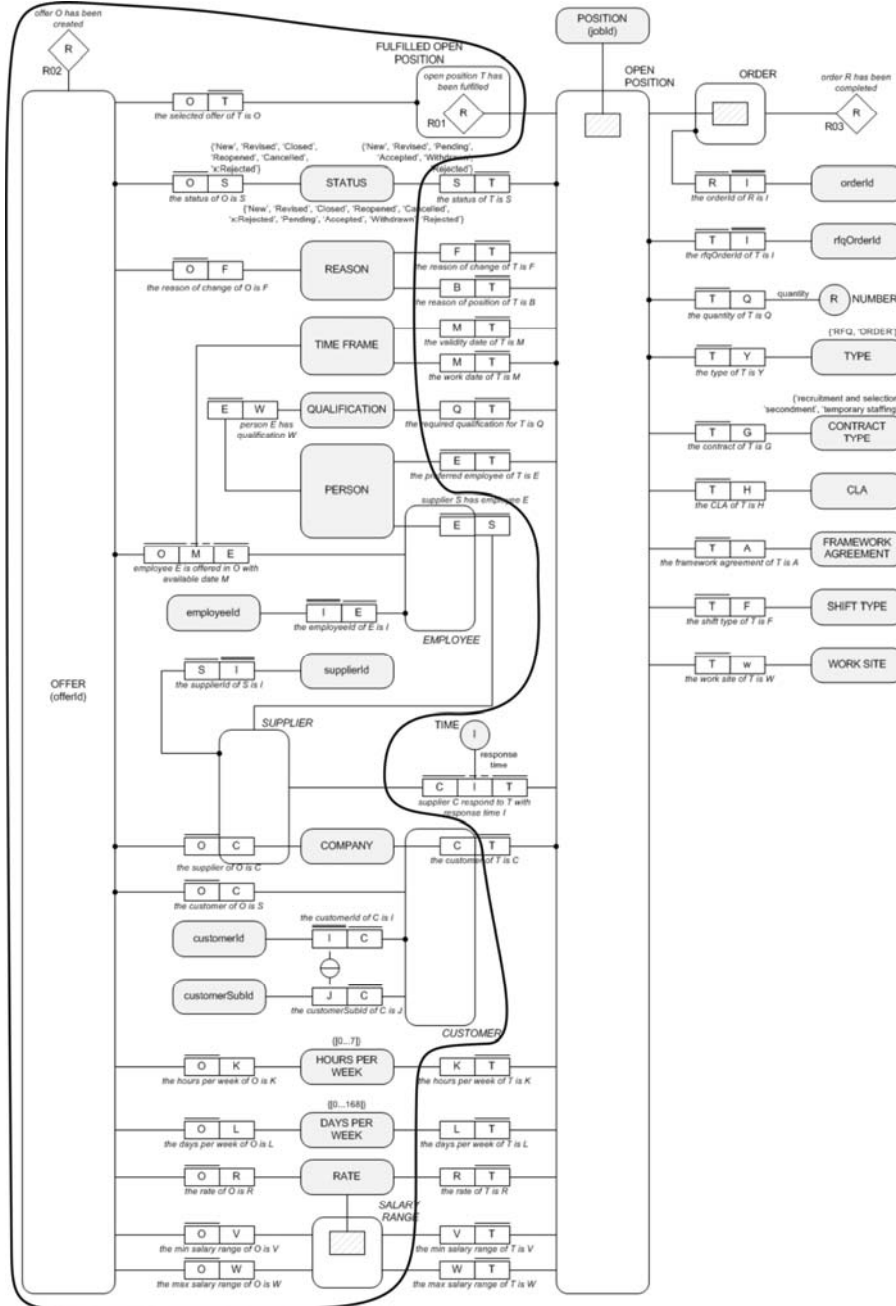 offer O has been
created
R
R02
FULFILLED OPEN
POSITION
open position T has
been fulfilled
R
R01
POSITION
(jobId)
OPEN
POSITION
ORDER
order R has been
completed
R
R03
O T
the selected offer of T is O
{'New', 'Revised', 'Closed',
'Reopened', 'Cancelled',
'x:Rejected'}
{'New', 'Revised', 'Pending',
'Accepted', 'Withdrawn',
'Rejected'}
O S
the status of O is S
STATUS
S T
the status of T is S
{'New', 'Revised', 'Closed', 'Reopened', 'Cancelled',
'x:Rejected', 'Pending', 'Accepted', 'Withdrawn', 'Rejected'}
R I
the orderId of R is I
orderId
O F
the reason of change of O is F
REASON
F T
the reason of change of T is F
B T
the reason of position of T is B
T I
the rfqOrderId of T is I
rfqOrderId
T Q
the quantity of T is Q
quantity
R
NUMBER
TIME FRAME
M T
the validity date of T is M
M T
the work date of T is M
{'RFQ, 'ORDER'}
T Y
the type of T is Y
TYPE
E W
person E has
qualification W
QUALIFICATION
Q T
the required qualification for T is Q
{'recruitment and selection
'secondment', 'temporary staffing
T G
the contract of T is G
CONTRACT
TYPE
PERSON
E T
the preferred employee of T is E
T H
the CLA of T is H
CLA
supplier S has employee E
E S
O M E
employee E is offered in O with
available date M
T A
the framework agreement of T is A
FRAMEWORK
AGREEMENT
employeeId
I E
the employeeId of E is I
EMPLOYEE
T F
the shift type of T is F
SHIFT TYPE
OFFER
(offerId)
S I
the supplierId of S is I
supplierId
T w
the work site of T is W
WORK SITE
SUPPLIER
TIME
I
response
time
C I T
supplier C respond to T with
response time I
O C
the supplier of O is C
COMPANY
C T
the customer of T is C
O C
the customer of O is S
the customerId of C is I
customerId
I C
customerSubId
J C
the customerSubId of C is J
CUSTOMER
{[0...7]}
O K
the hours per week of O is K
HOURS PER
WEEK
K T
the hours per week of T is K
{[0...168]}
O L
the days per week of O is L
DAYS PER
WEEK
L T
the days per week of T is L
O R
the rate of O is R
RATE
R T
the rate of T is R
SALARY
RANGE
O V
the min salary range of O is V
V T
the min salary range of T is V
O W
the max salary range of O is W
W T
the max salary range of T is W